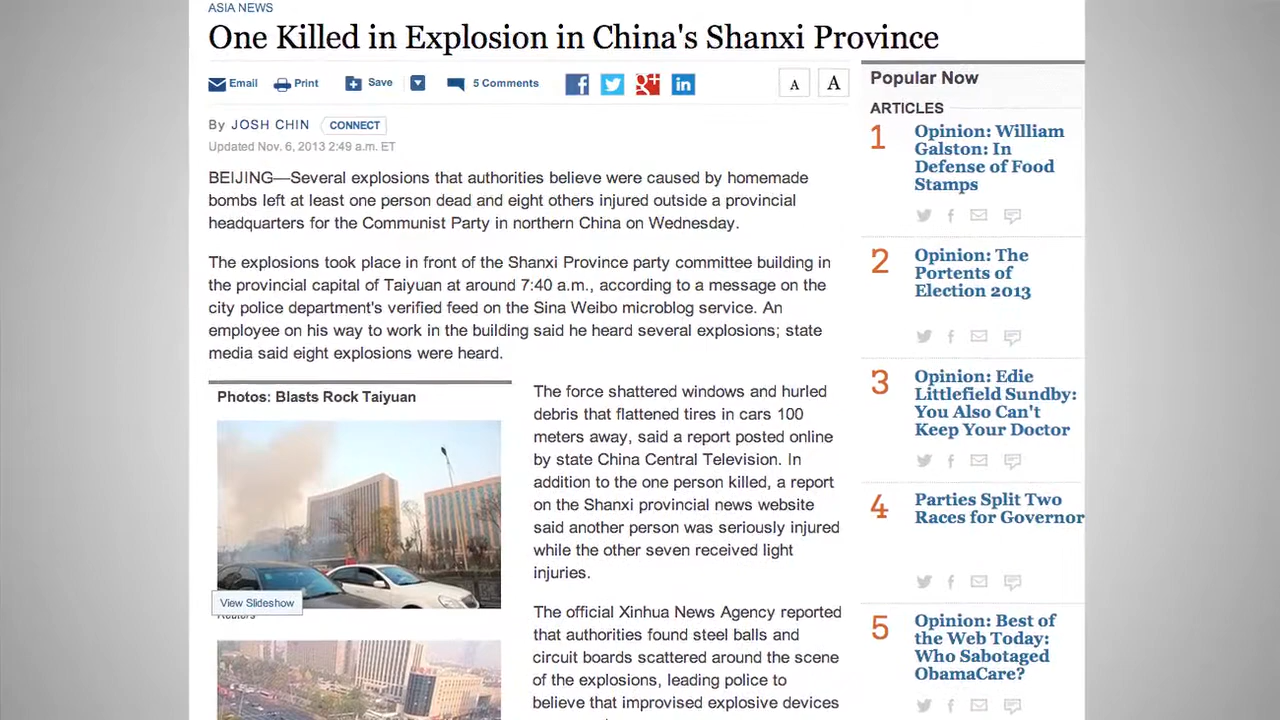 ASIA NEWS
One Killed in Explosion in China's Shanxi Province
Email Print Save 5 Comments A A
By JOSH CHIN CONNECT
Updated Nov. 6, 2013 2:49 a.m. ET
BEIJING—Several explosions that authorities believe were caused by homemade
bombs left at least one person dead and eight others injured outside a provincial
headquarters for the Communist Party in northern China on Wednesday.
The explosions took place in front of the Shanxi Province party committee building in
the provincial capital of Taiyuan at around 7:40 a.m., according to a message on the
city police department's verified feed on the Sina Weibo microblog service. An
employee on his way to work in the building said he heard several explosions; state
media said eight explosions were heard.
Photos: Blasts Rock Taiyuan
View Slideshow
Reuters
The force shattered windows and hurled
debris that flattened tires in cars 100
meters away, said a report posted online
by state China Central Television. In
addition to the one person killed, a report
on the Shanxi provincial news website
said another person was seriously injured
while the other seven received light
injuries.
The official Xinhua News Agency reported
that authorities found steel balls and
circuit boards scattered around the scene
of the explosions, leading police to
believe that improvised explosive devices
Popular Now
ARTICLES
1 Opinion: William
Galston: In
Defense of Food
Stamps
2 Opinion: The
Portents of
Election 2013
3 Opinion: Edie
Littlefield Sundby:
You Also Can't
Keep Your Doctor
4 Parties Split Two
Races for Governor
5 Opinion: Best of
the Web Today:
Who Sabotaged
ObamaCare?